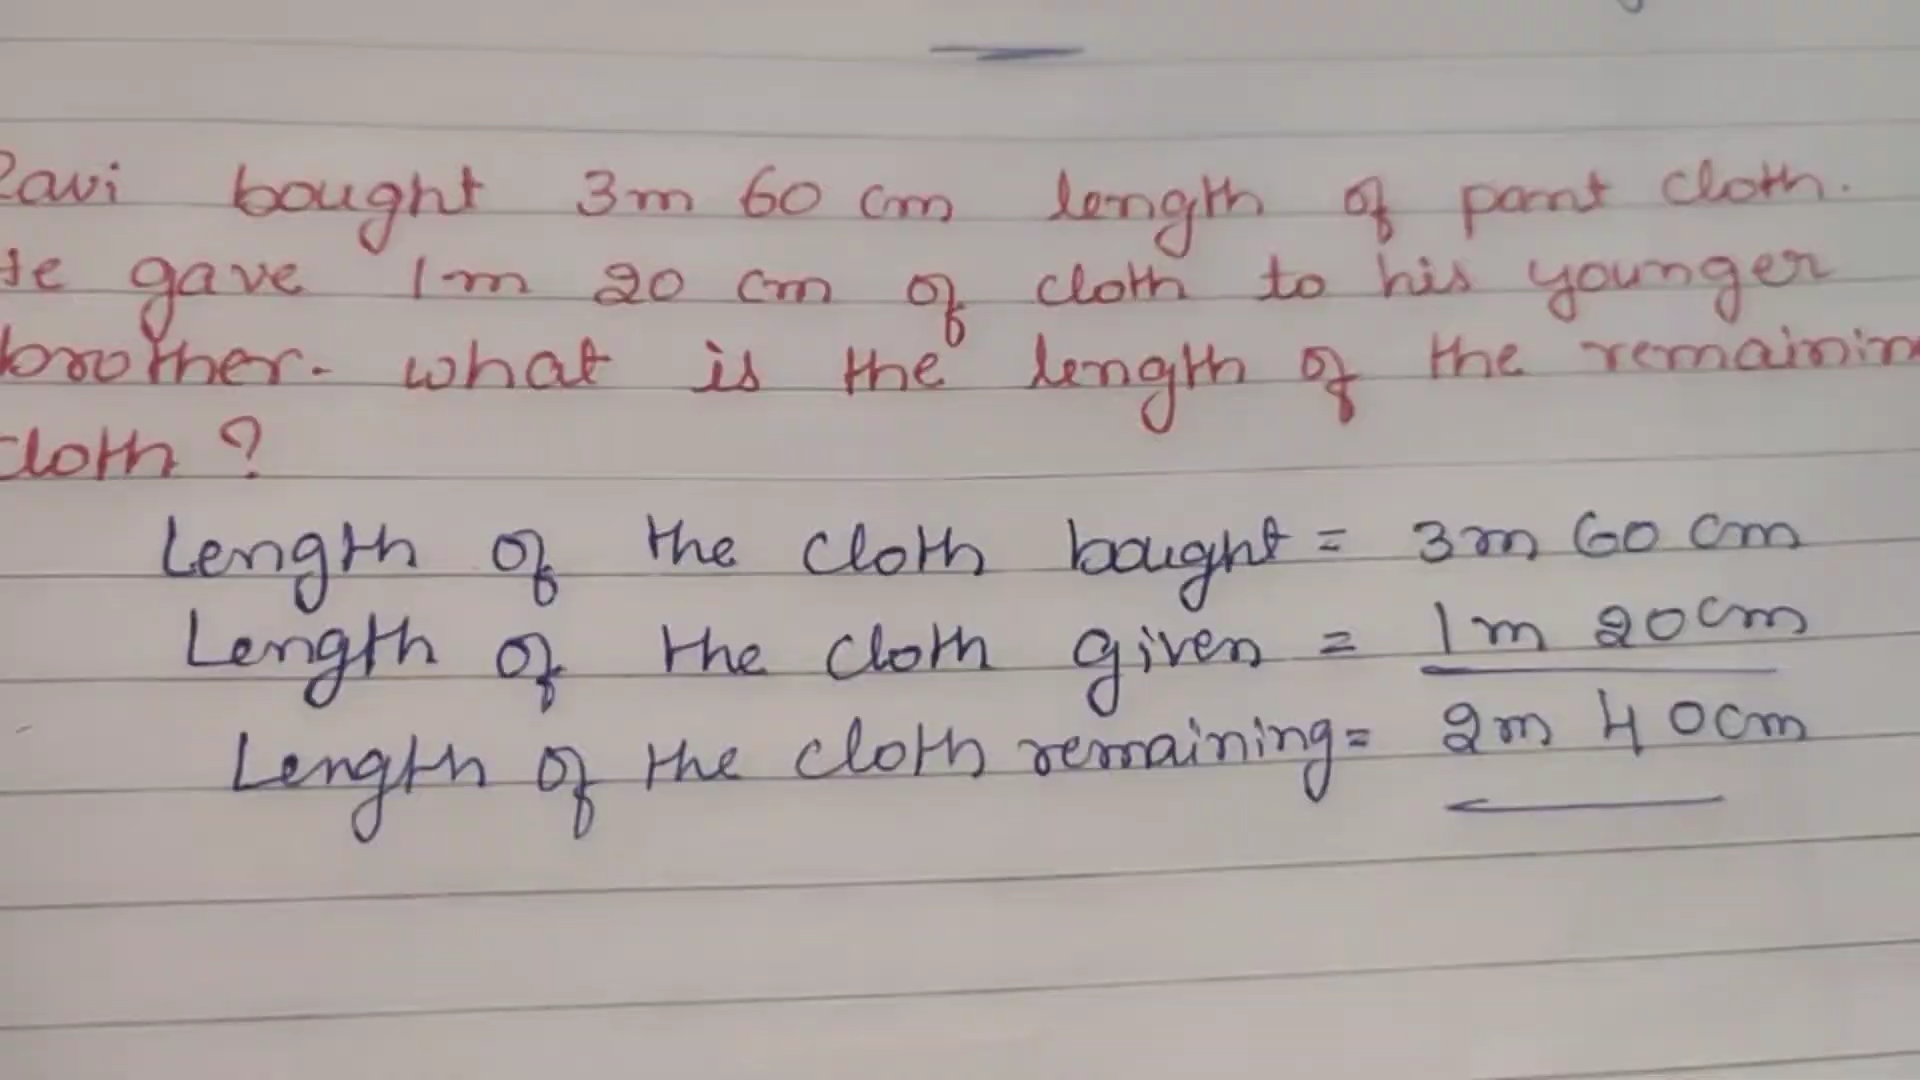 Ravi bought 3m 60 cm length of pant cloth.
He gave 1m 20 cm of cloth to his younger
brother. what is the length of the remainin
cloth ?
Length of the cloth bought = 3m 60 cm
Length of the cloth given = 1m 20cm
Length of the cloth remaining = 2m 40cm